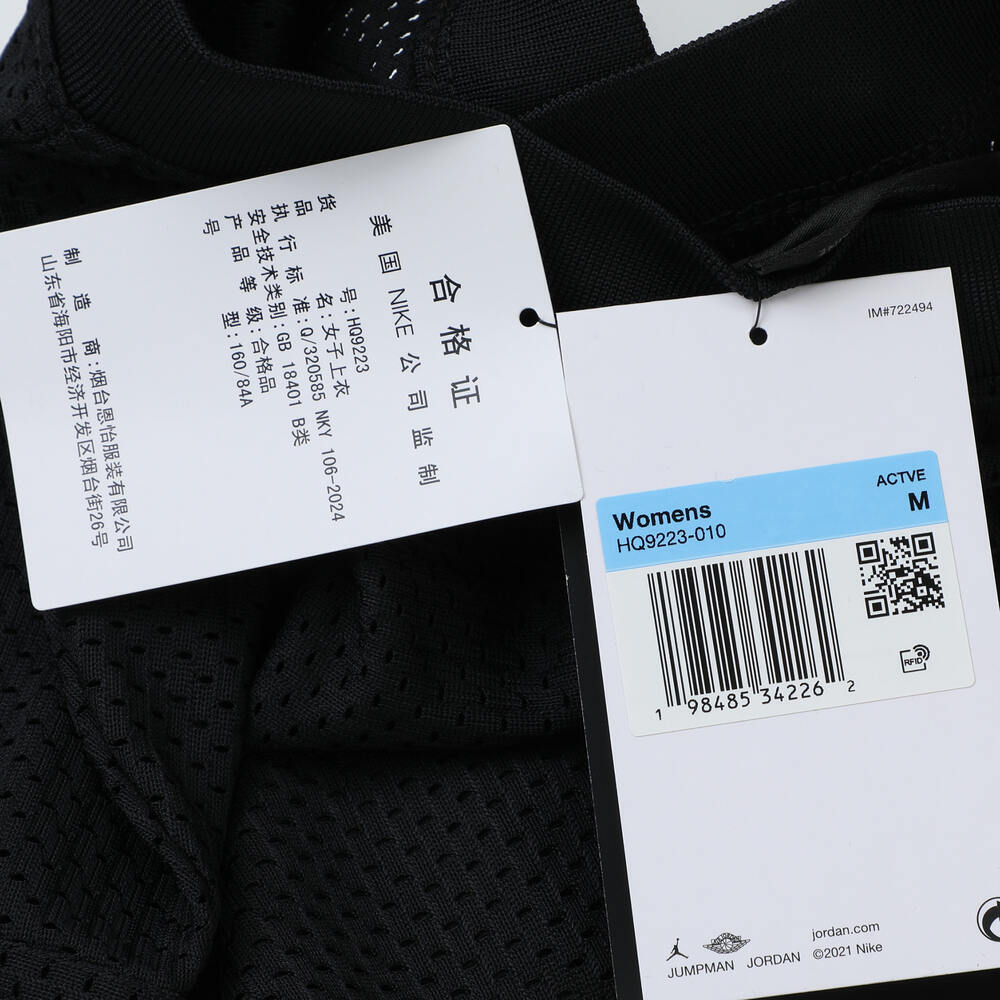 合格证
美国 NIKE 公司监制
货号:HQ9223
品名:女子上衣
执行标准:Q/320585 NKY 106-2024
安全技术类别:GB 18401 B类
产品等级:合格品
号型:160/84A
制造商:烟台恩怡服装有限公司
山东省海阳市经济开发区烟台街26号
IM#722494
ACTVE
Womens M
HQ9223-010
RFID
1 98485 34226 2
jordan.com
JUMPMAN JORDAN ©2021 Nike